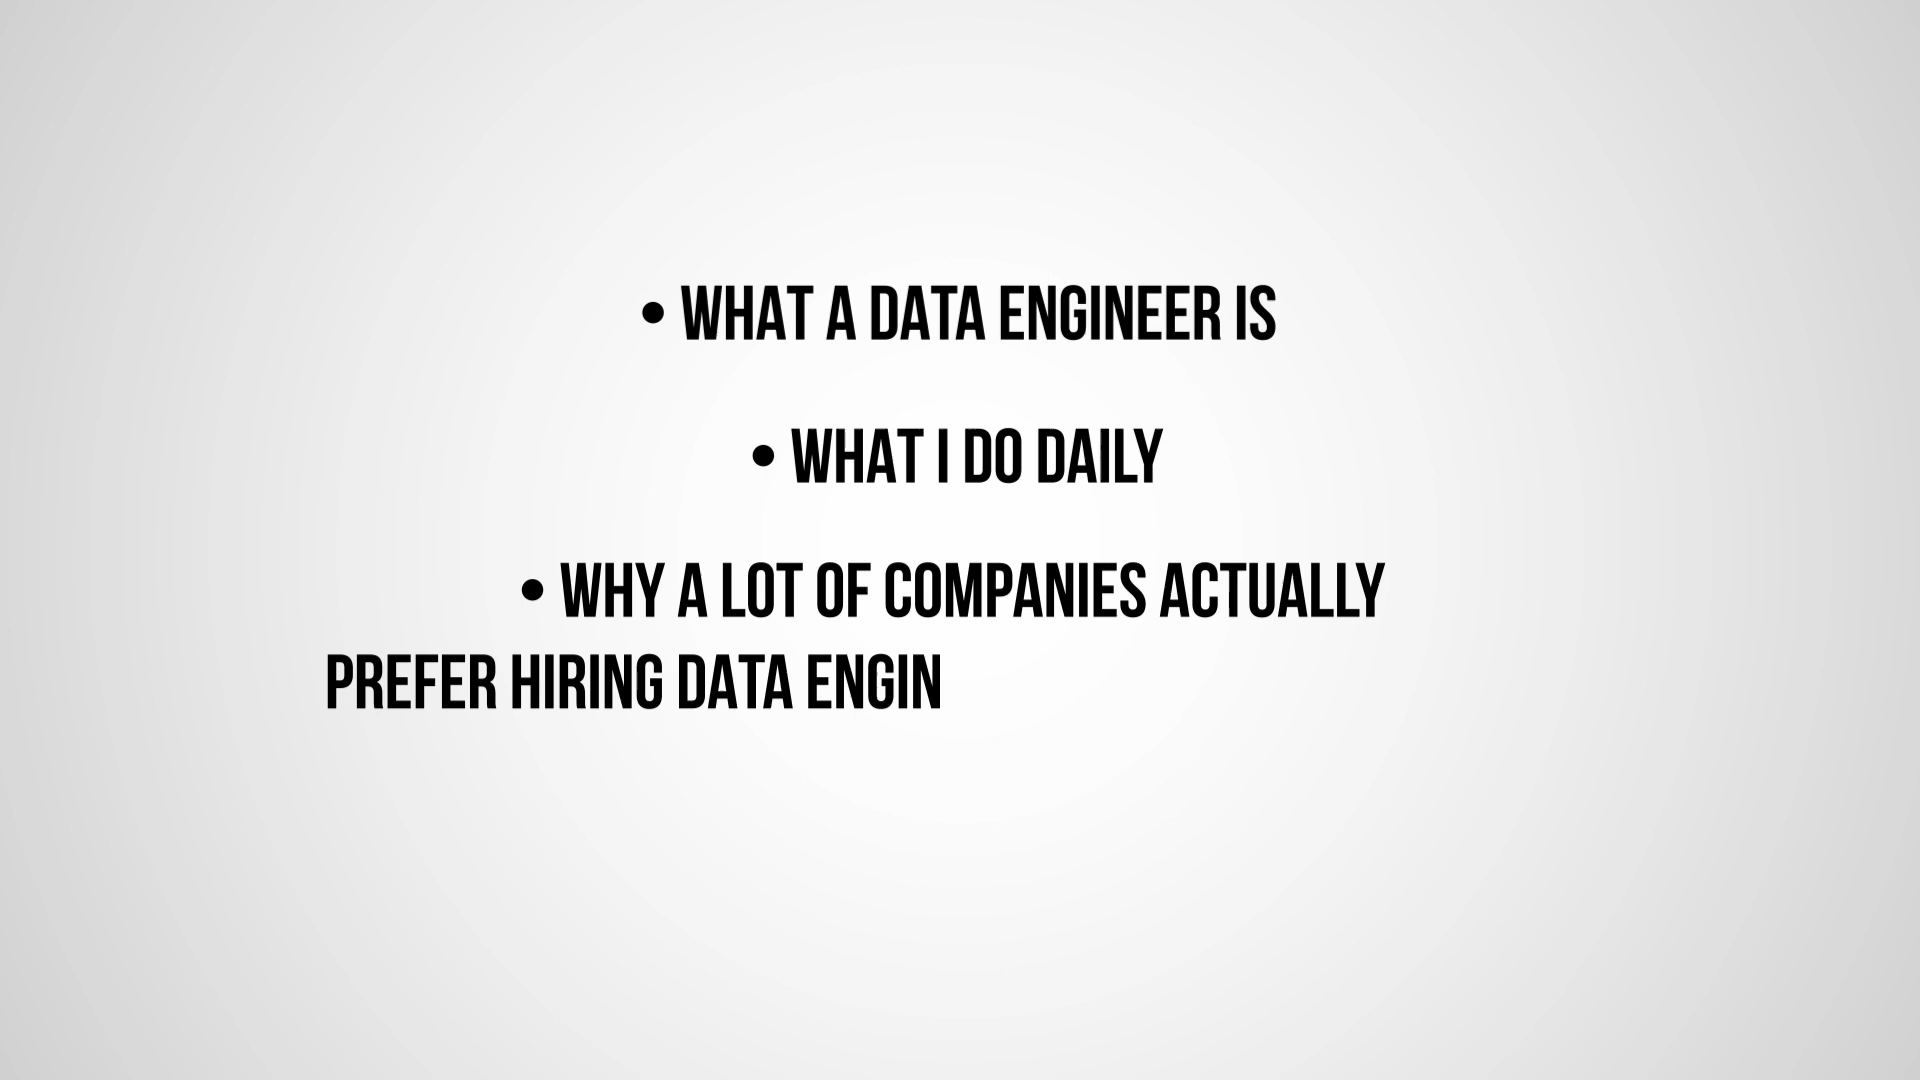 • WHAT A DATA ENGINEER IS
• WHAT I DO DAILY
• WHY A LOT OF COMPANIES ACTUALLY
PREFER HIRING DATA ENGIN